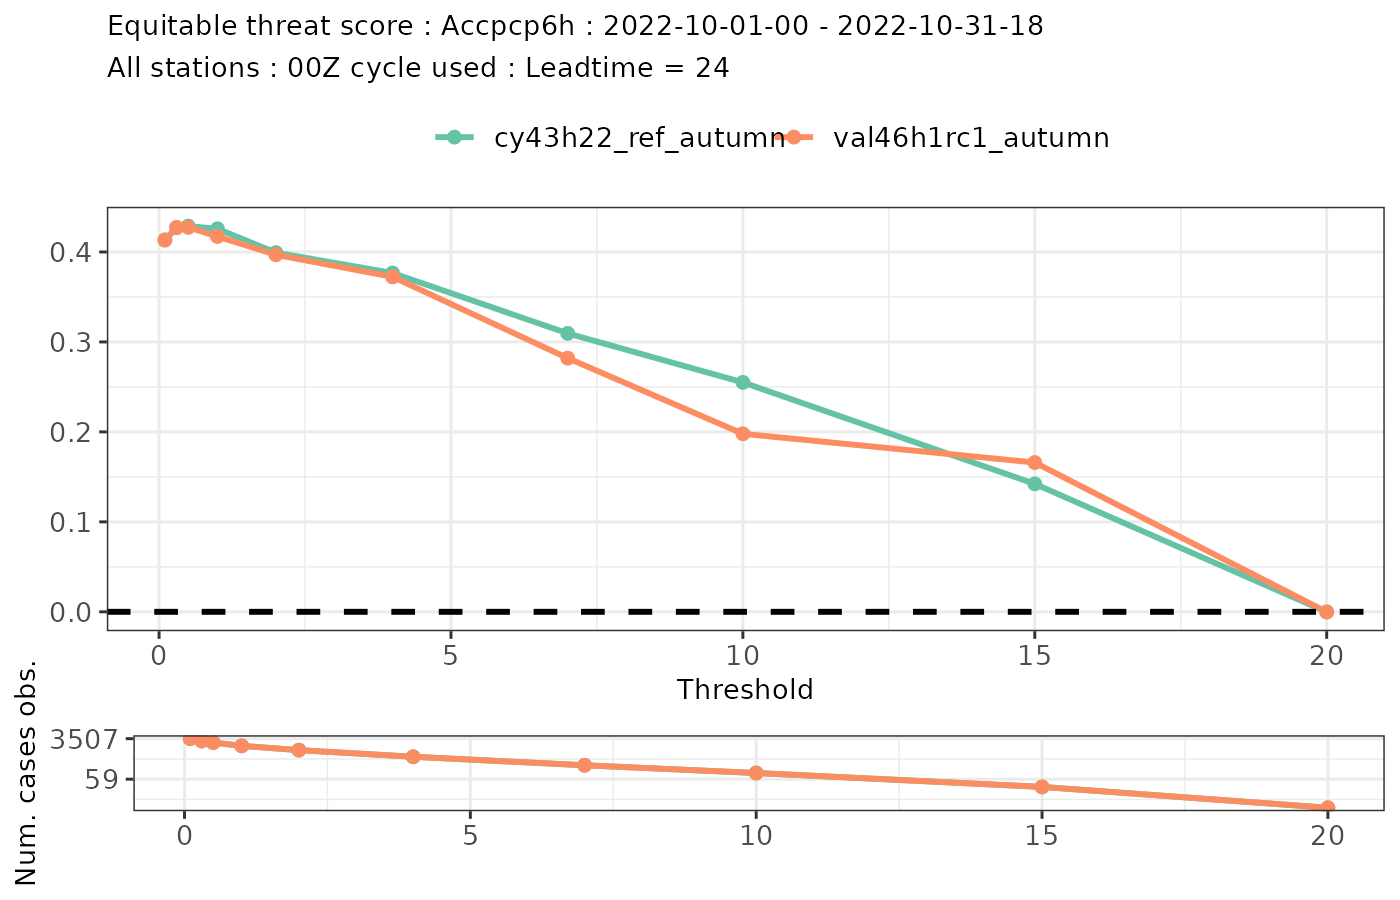 Equitable threat score : Accpcp6h : 2022-10-01-00 - 2022-10-31-18
All stations : 00Z cycle used : Leadtime = 24
cy43h22_ref_autumn val46h1rc1_autumn
0.4
0.3
0.2
0.1
0.0
0 5 10 15 20
Threshold
Num. cases obs.
3507
59
0 5 10 15 20